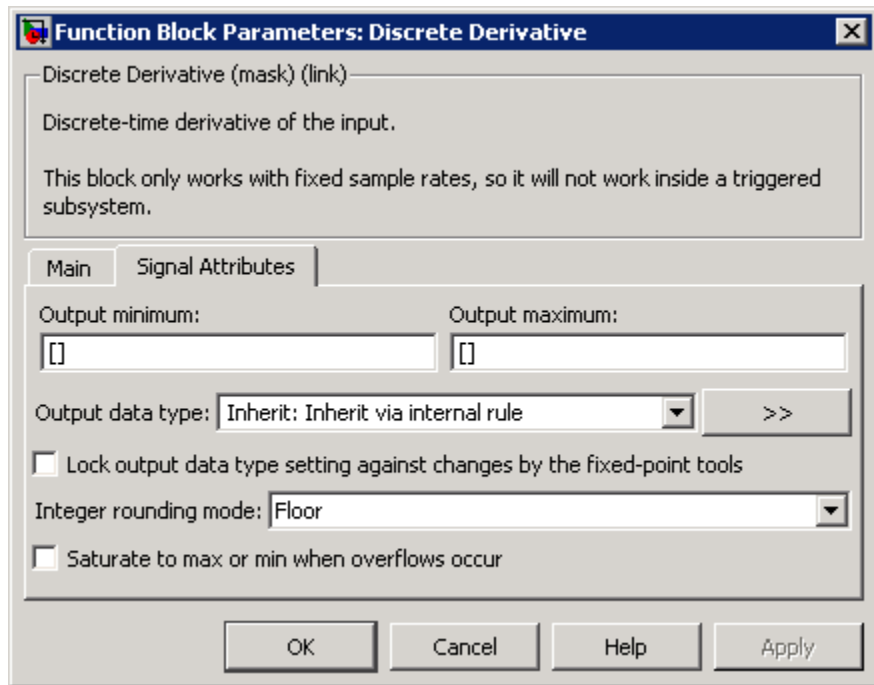 Function Block Parameters: Discrete Derivative
Discrete Derivative (mask) (link)
Discrete-time derivative of the input.
This block only works with fixed sample rates, so it will not work inside a triggered
subsystem.
Main Signal Attributes
Output minimum: Output maximum:
[] []
Output data type: Inherit: Inherit via internal rule >>
Lock output data type setting against changes by the fixed-point tools
Integer rounding mode: Floor
Saturate to max or min when overflows occur
OK Cancel Help Apply